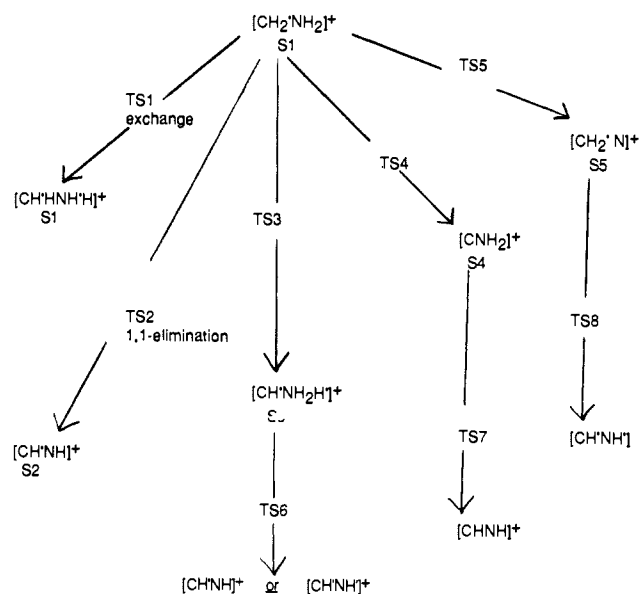 [CH₂'NH₂]⁺
S1
TS5
TS1
exchange
[CH₂' N]⁺
S5
TS4
[CH'HNH'H]⁺
S1
TS3
[CNH₂]⁺
S4
TS2
1,1-elimination
TS8
[CH'NH₂H']⁺
[CH'NH]⁺
S2
TS7
[CH'NH']
TS6
[CHNH]⁺
[CH'NH]⁺ or [CH'NH']⁺